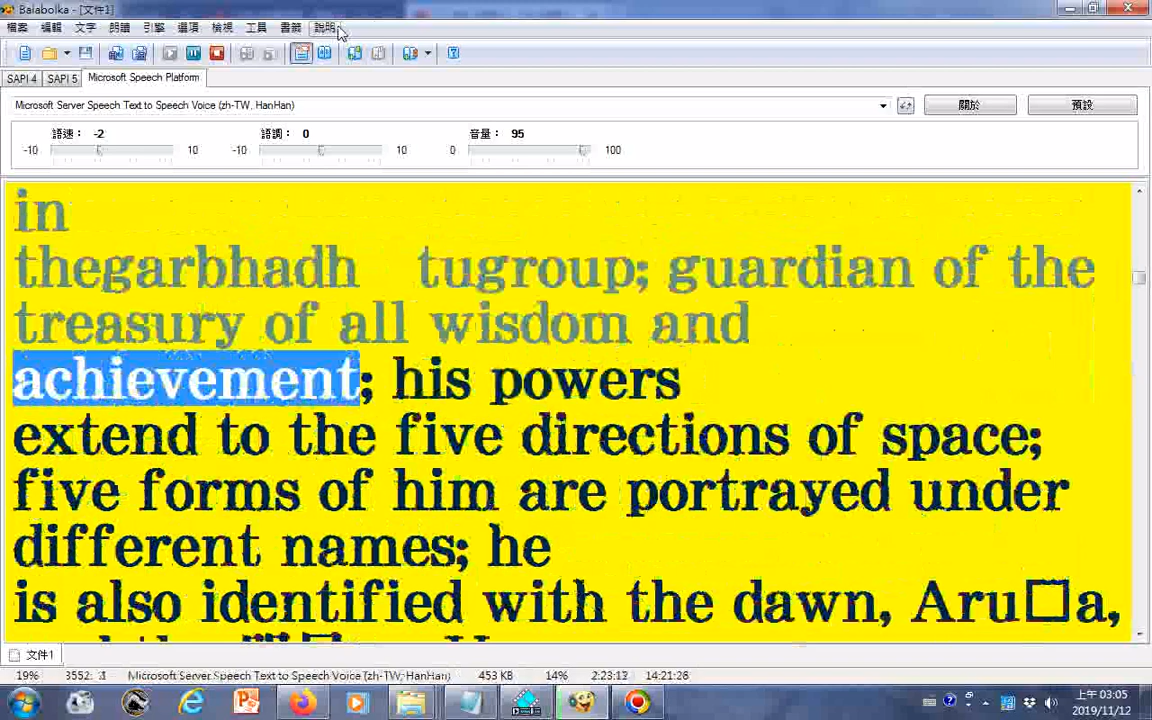 Balabolka - [文件1]
檔案 編輯 文字 朗讀 引擎 選項 檢視 工具 書籤 說明
SAPI 4 SAPI 5 Microsoft Speech Platform
Microsoft Server Speech Text to Speech Voice (zh-TW, HanHan) 關於 預設
語速： -2 語調： 0 音量： 95
-10 10 -10 10 0 100
in
thegarbhadh tugroup; guardian of the
treasury of all wisdom and
achievement; his powers
extend to the five directions of space;
five forms of him are portrayed under
different names; he
is also identified with the dawn, Aru□a,
文件1
19% 3552: Microsoft Server Speech Text to Speech Voice (zh-TW, HanHan) 453 KB 14% 2:23:13 14:21:28
上午 03:05
2019/11/12